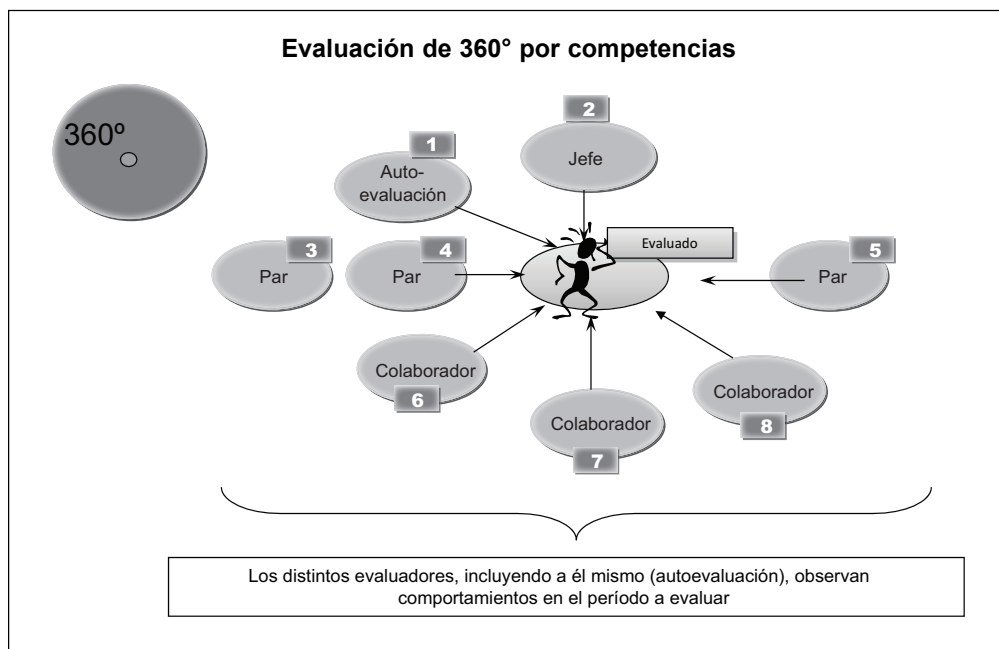 Evaluación de 360° por competencias
360º
1
Auto-
evaluación
2
Jefe
3
Par
4
Par
Evaluado
5
Par
Colaborador
6
Colaborador
7
Colaborador
8
Los distintos evaluadores, incluyendo a él mismo (autoevaluación), observan
comportamientos en el período a evaluar